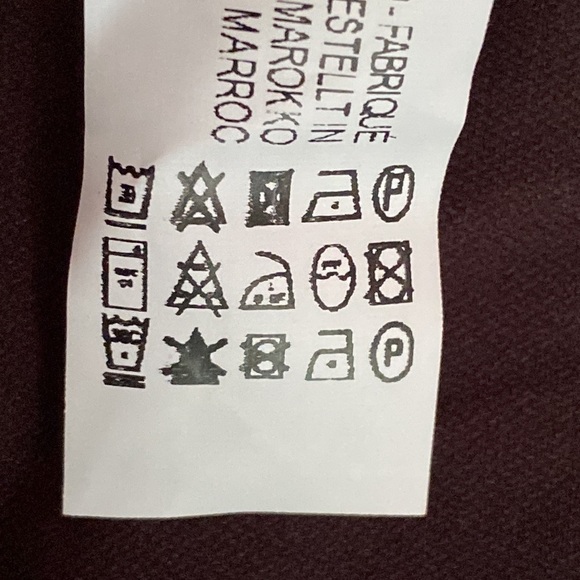 - FABRIQUÉ
ESTELLT IN
MAROKKO
MARROC
P
P